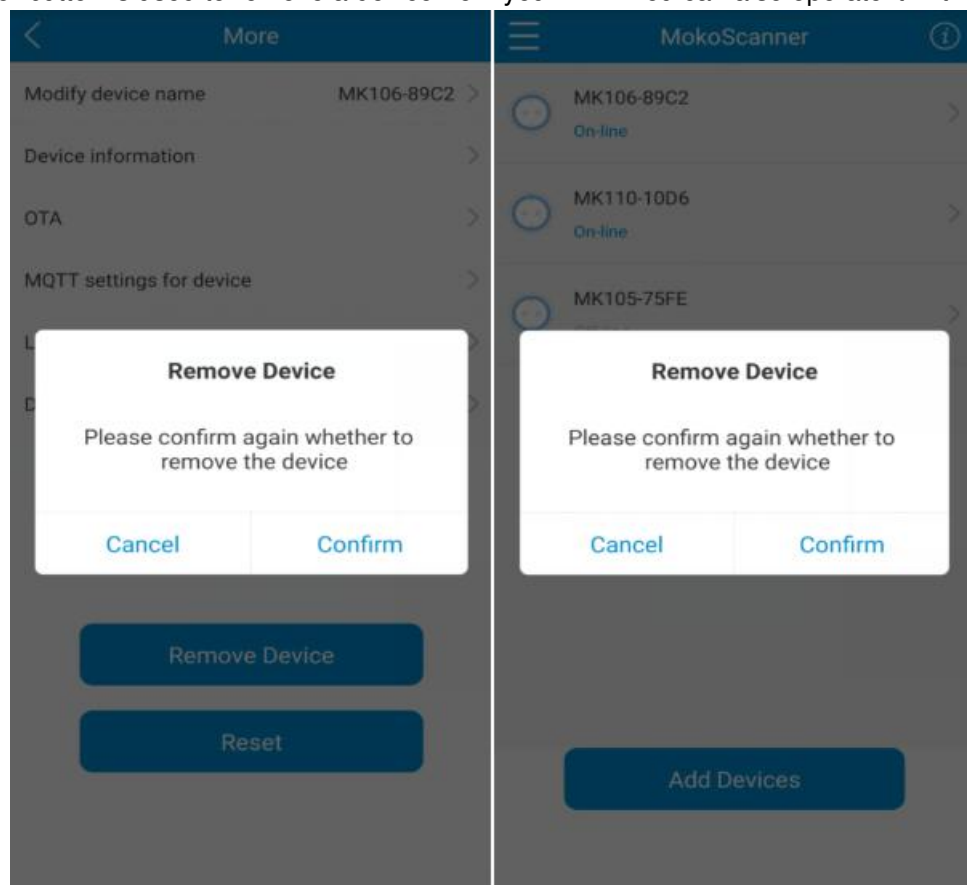 More
Modify device name MK106-89C2
Device information
OTA
MQTT settings for device
L
D
Remove Device
Please confirm again whether to
remove the device
Cancel Confirm
Remove Device
Reset
MokoScanner
MK106-89C2
On-line
MK110-10D6
On-line
MK105-75FE
Remove Device
Please confirm again whether to
remove the device
Cancel Confirm
Add Devices